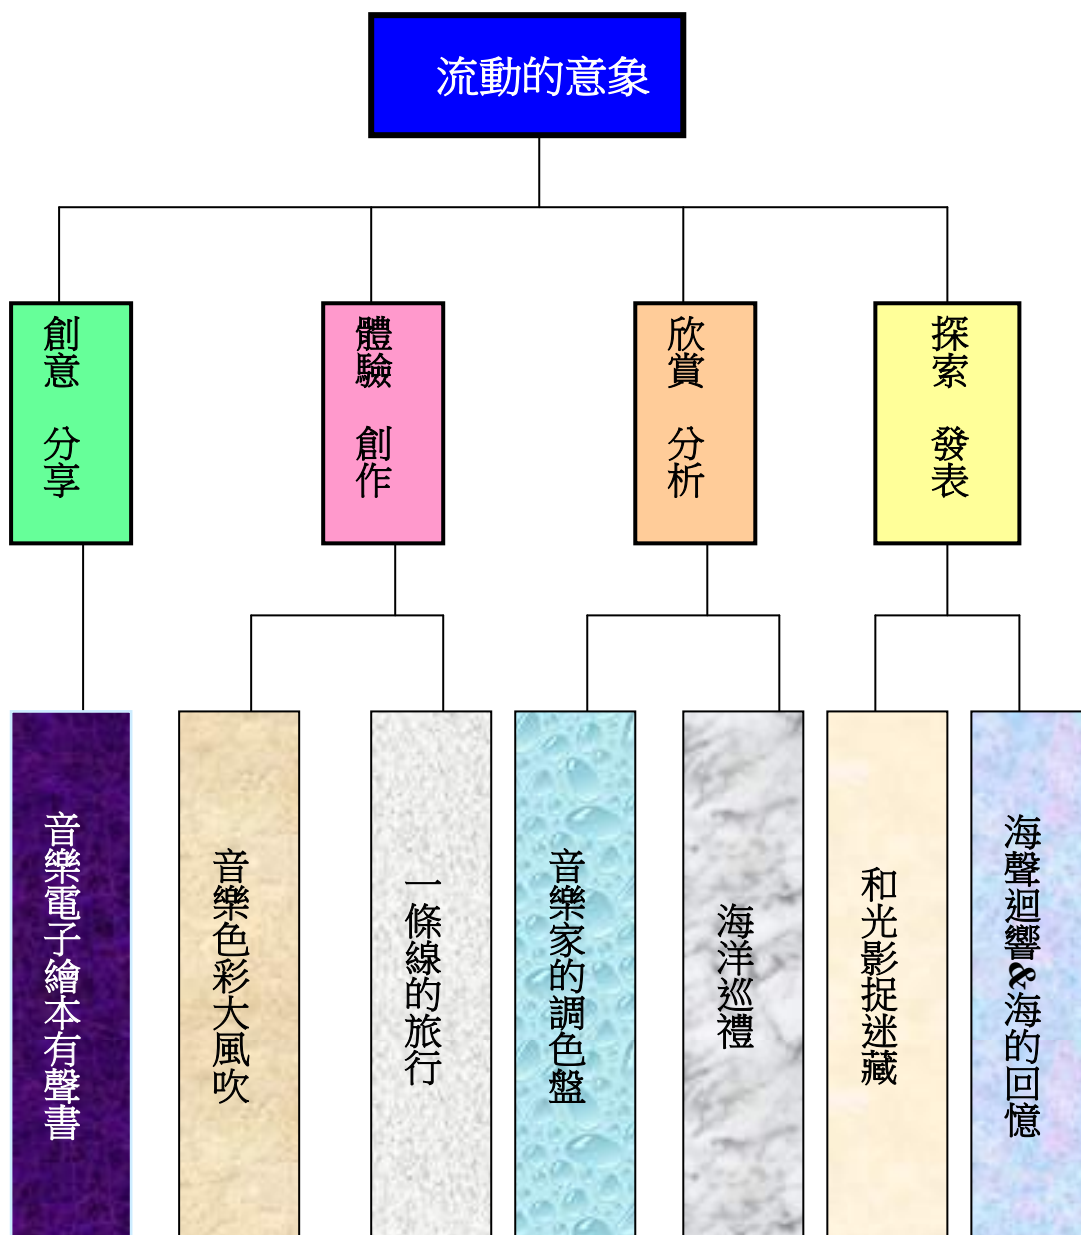 流動的意象
創意　分享
體驗　創作
欣賞　分析
探索　發表
音樂電子繪本有聲書
音樂色彩大風吹
一條線的旅行
音樂家的調色盤
海洋巡禮
和光影捉迷藏
海聲迴響&海的回憶